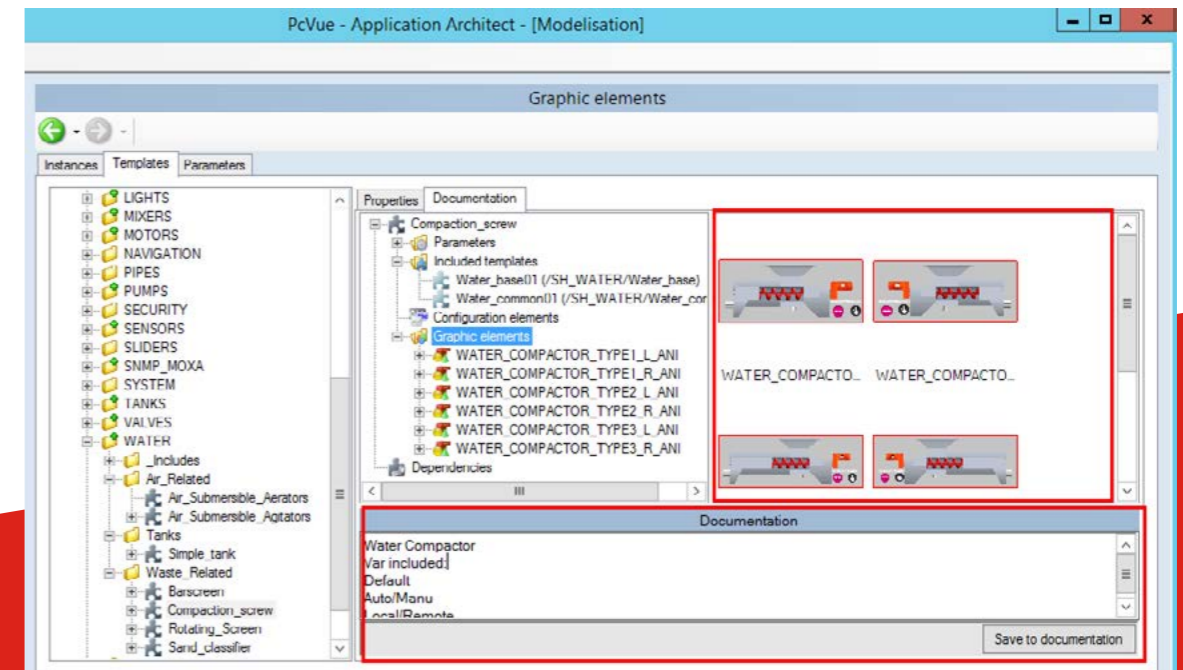 PcVue - Application Architect - [Modelisation]
Graphic elements
Instances Templates Parameters
LIGHTS
MIXERS
MOTORS
NAVIGATION
PIPES
PUMPS
SECURITY
SENSORS
SLIDERS
SNMP_MOXA
SYSTEM
TANKS
VALVES
WATER
_Includes
Air_Related
Air_Submersible_Aerators
Air_Submersible_Agitators
Tanks
Simple_tank
Waste_Related
Barscreen
Compaction_screw
Rotating_Screen
Sand_classifier
Properties Documentation
Compaction_screw
Parameters
Included templates
Water_base01 (/SH_WATER/Water_base)
Water_common01 (/SH_WATER/Water_cor
Configuration elements
Graphic elements
WATER_COMPACTOR_TYPE1_L_ANI
WATER_COMPACTOR_TYPE1_R_ANI
WATER_COMPACTOR_TYPE2_L_ANI
WATER_COMPACTOR_TYPE2_R_ANI
WATER_COMPACTOR_TYPE3_L_ANI
WATER_COMPACTOR_TYPE3_R_ANI
Dependencies
WATER_COMPACTO... WATER_COMPACTO...
Documentation
Water Compactor
Var included:
Default
Auto/Manu
Local/Remote
Save to documentation